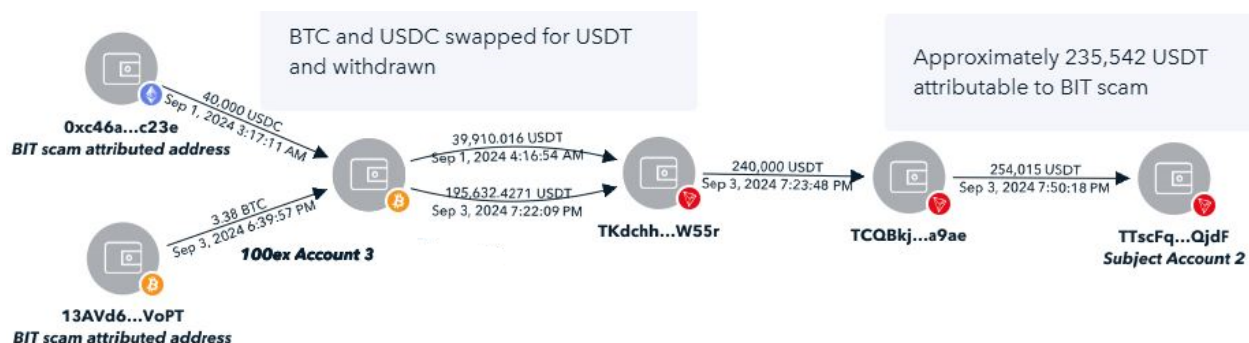 BTC and USDC swapped for USDT
and withdrawn
Approximately 235,542 USDT
attributable to BIT scam
40,000 USDC
Sep 1, 2024 3:17:11 AM
0xc46a...c23e
BIT scam attributed address
39,910.016 USDT
Sep 1, 2024 4:16:54 AM
195,632.4271 USDT
Sep 3, 2024 7:22:09 PM
240,000 USDT
Sep 3, 2024 7:23:48 PM
254,015 USDT
Sep 3, 2024 7:50:18 PM
3.38 BTC
Sep 3, 2024 6:39:57 PM
100ex Account 3
TKdchh...W55r
TCQBkj...a9ae
TTscFq...QjdF
Subject Account 2
13AVd6...VoPT
BIT scam attributed address